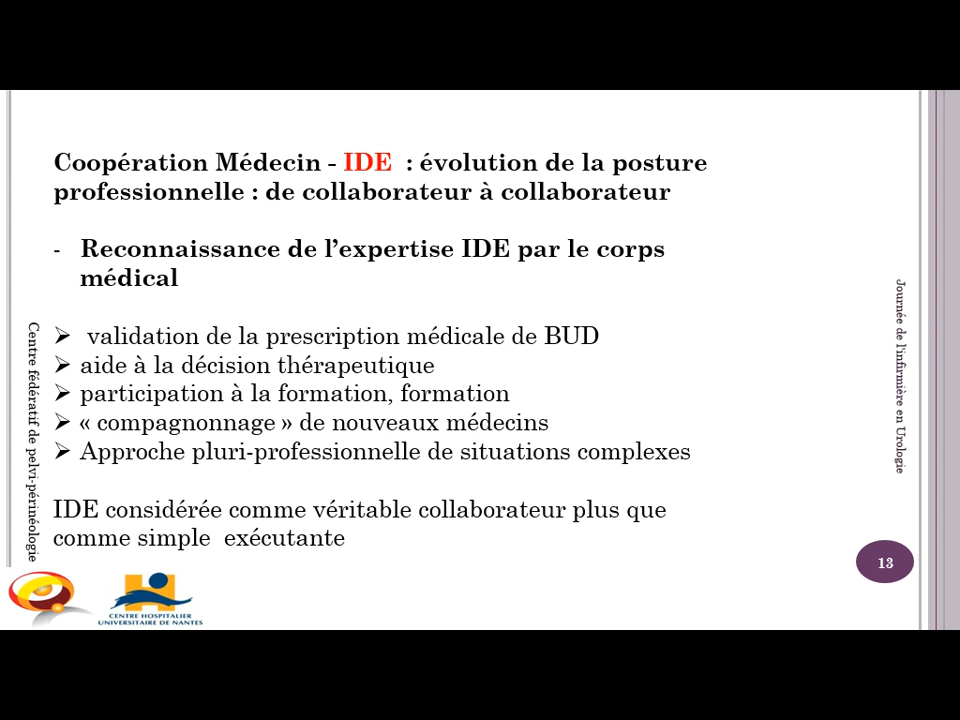 Coopération Médecin - IDE : évolution de la posture
professionnelle : de collaborateur à collaborateur
- Reconnaissance de l'expertise IDE par le corps
médical
➢ validation de la prescription médicale de BUD
➢ aide à la décision thérapeutique
➢ participation à la formation, formation
➢ « compagnonnage » de nouveaux médecins
➢ Approche pluri-professionnelle de situations complexes
IDE considérée comme véritable collaborateur plus que
comme simple exécutante
Centre fédératif de pelvi-périnéologie
Journée de l'infirmière en Urologie
13
CENTRE HOSPITALIER
UNIVERSITAIRE DE NANTES